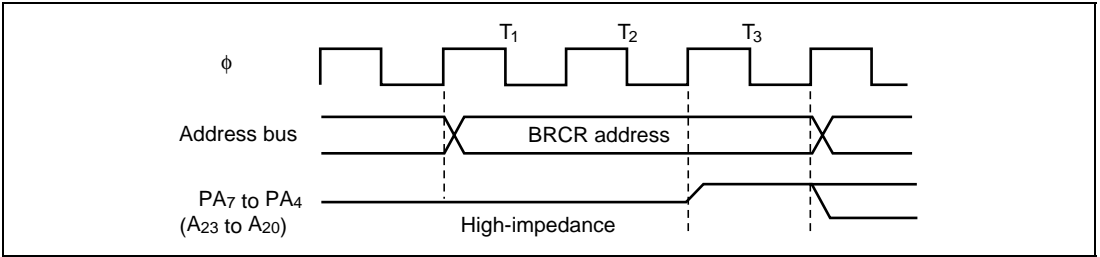 T1 T2 T3
φ
Address bus BRCR address
PA7 to PA4
(A23 to A20) High-impedance